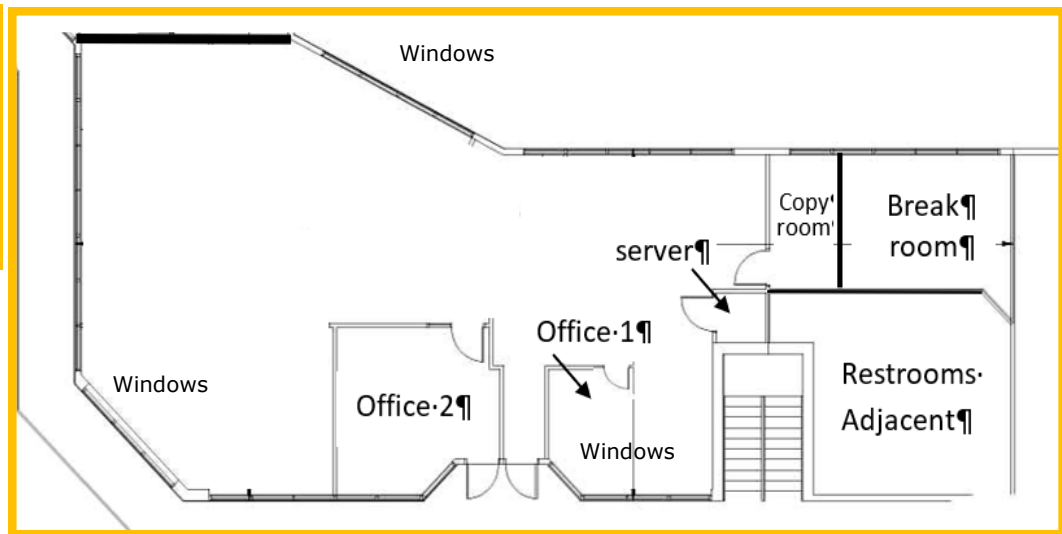 Windows
Copy
room
Break¶
room¶
server¶
Office·1¶
Windows
Office·2¶
Restrooms·
Adjacent¶
Windows